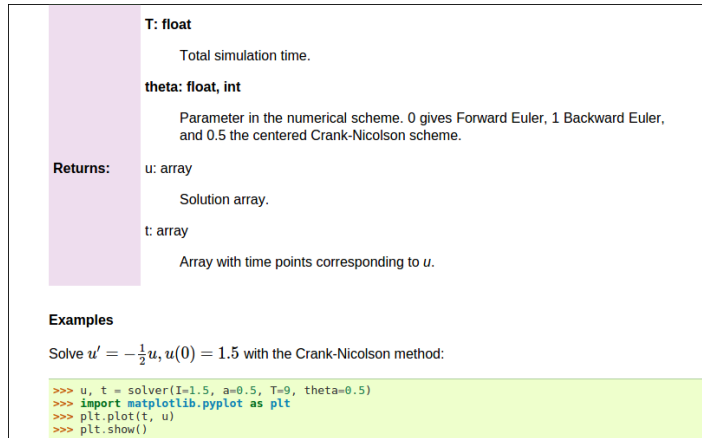 T: float
Total simulation time.
theta: float, int
Parameter in the numerical scheme. 0 gives Forward Euler, 1 Backward Euler,
and 0.5 the centered Crank-Nicolson scheme.
Returns: u: array
Solution array.
t: array
Array with time points corresponding to u.
Examples
Solve u′ = −½u, u(0) = 1.5 with the Crank-Nicolson method:
>>> u, t = solver(I=1.5, a=0.5, T=9, theta=0.5)
>>> import matplotlib.pyplot as plt
>>> plt.plot(t, u)
>>> plt.show()